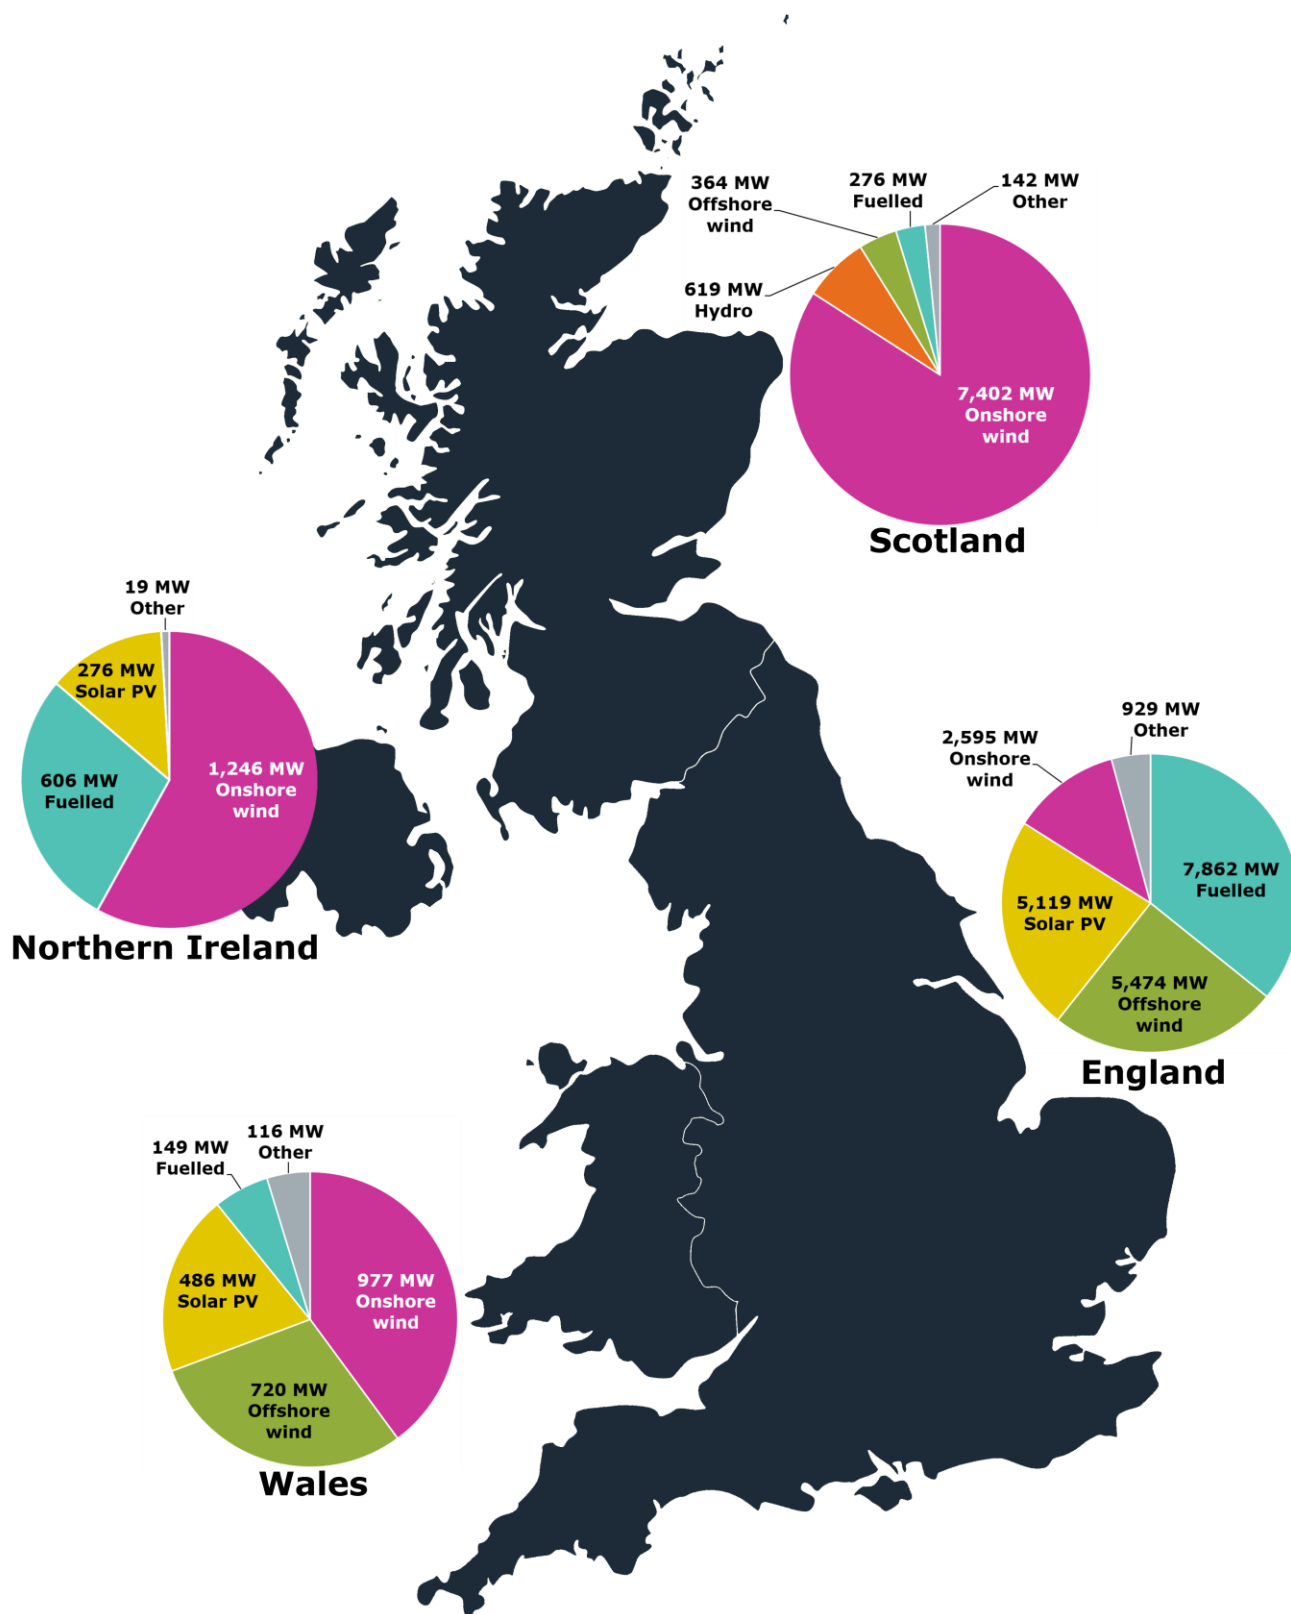 364 MW
Offshore
wind
276 MW
Fuelled
142 MW
Other
619 MW
Hydro
7,402 MW
Onshore
wind
Scotland
19 MW
Other
276 MW
Solar PV
606 MW
Fuelled
1,246 MW
Onshore
wind
Northern Ireland
929 MW
Other
2,595 MW
Onshore
wind
7,862 MW
Fuelled
5,119 MW
Solar PV
5,474 MW
Offshore
wind
England
116 MW
Other
149 MW
Fuelled
486 MW
Solar PV
977 MW
Onshore
wind
720 MW
Offshore
wind
Wales